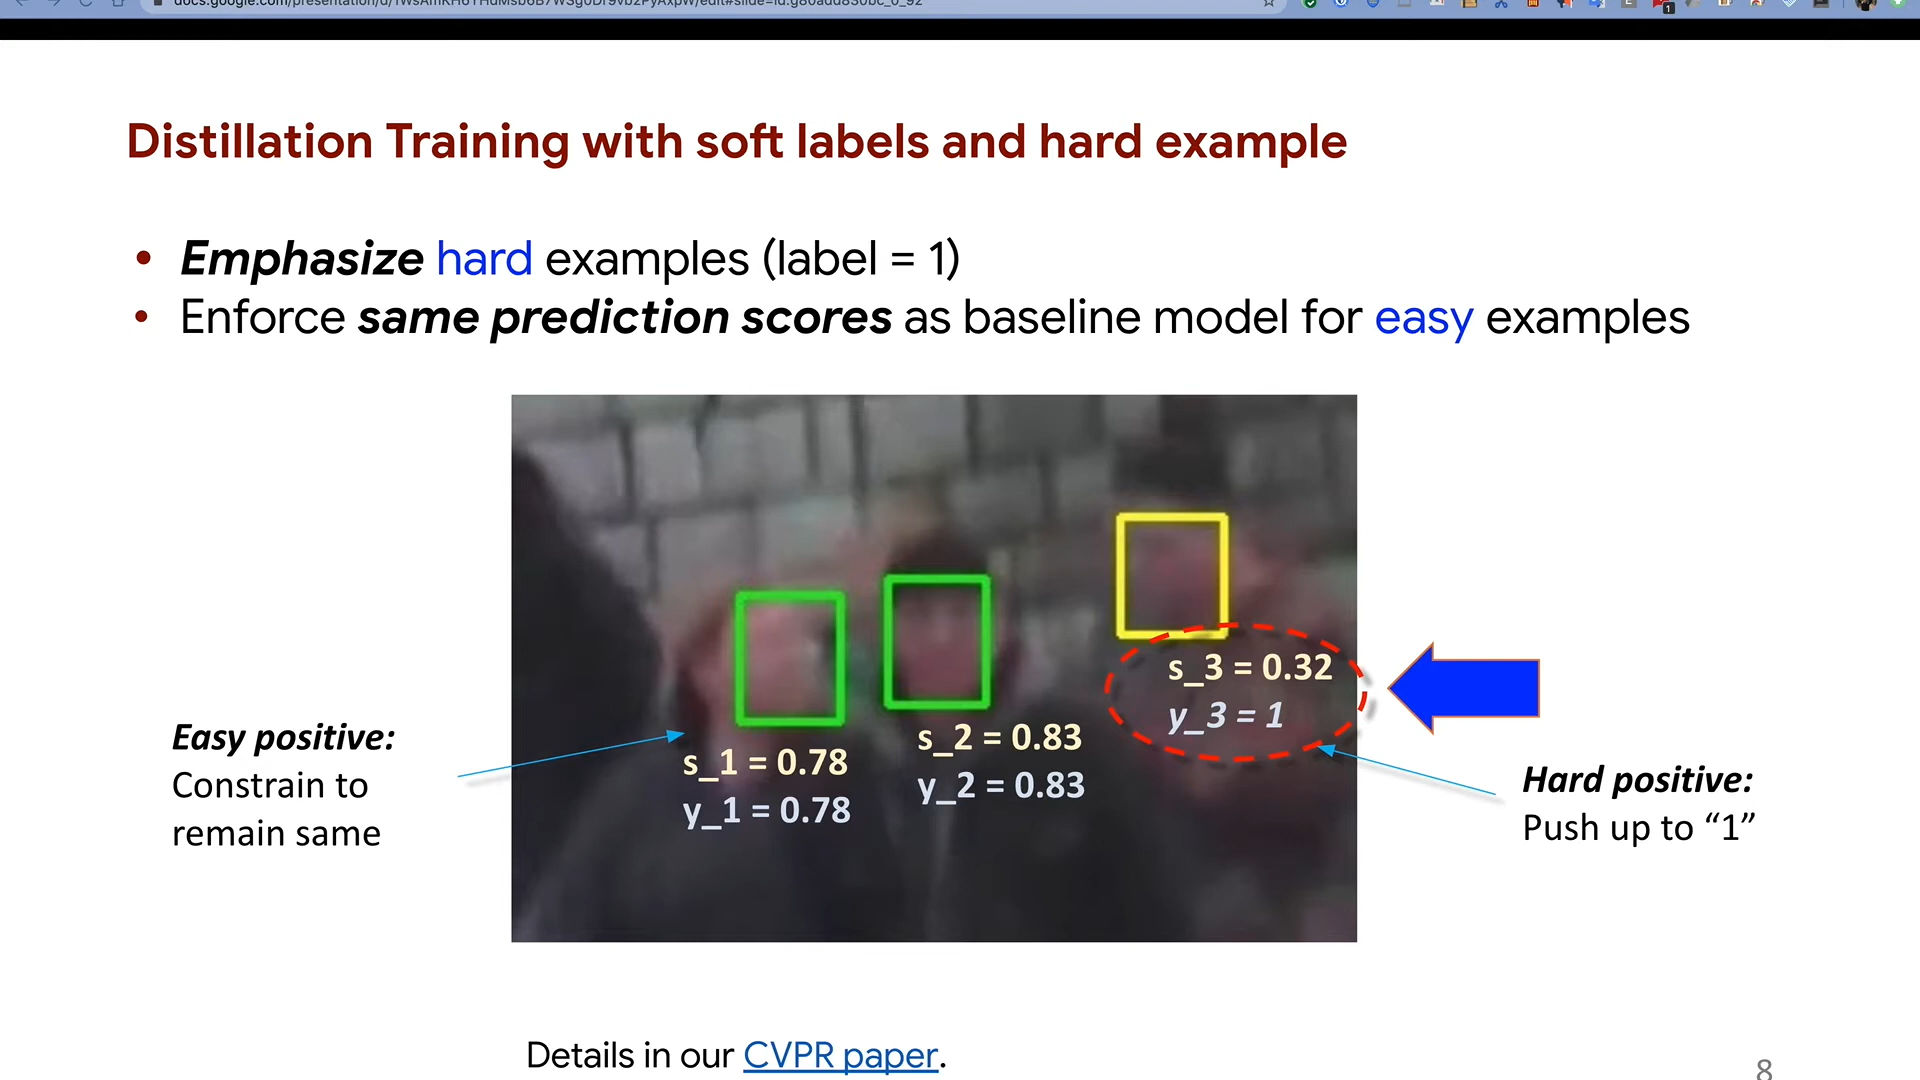 Distillation Training with soft labels and hard example
• Emphasize hard examples (label = 1)
• Enforce same prediction scores as baseline model for easy examples
s_3 = 0.32
y_3 = 1
s_1 = 0.78
y_1 = 0.78
s_2 = 0.83
y_2 = 0.83
Easy positive:
Constrain to
remain same
Hard positive:
Push up to “1”
Details in our CVPR paper.
8